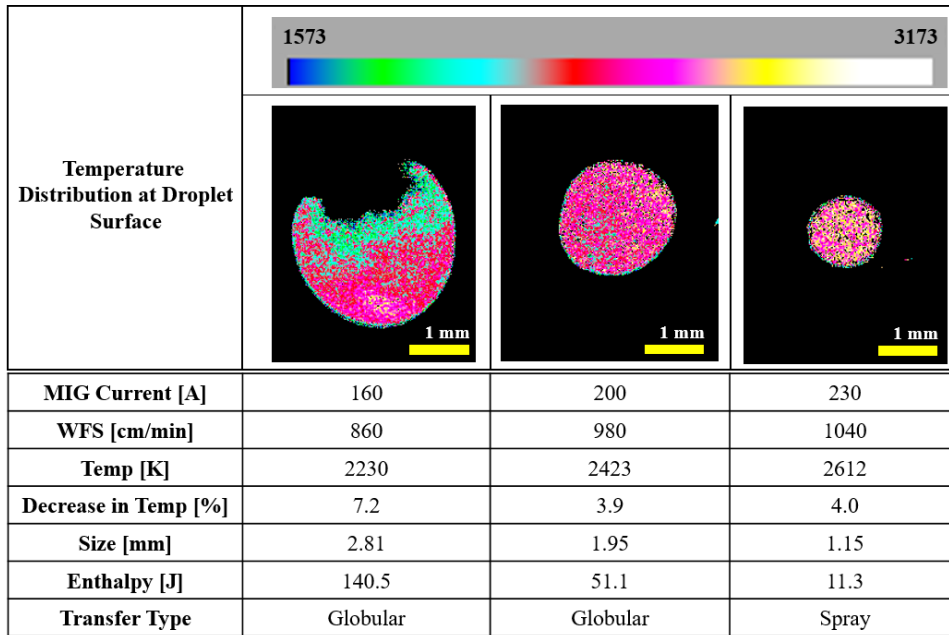 1573 3173
Temperature
Distribution at Droplet
Surface
1 mm 1 mm 1 mm
MIG Current [A] 160 200 230
WFS [cm/min] 860 980 1040
Temp [K] 2230 2423 2612
Decrease in Temp [%] 7.2 3.9 4.0
Size [mm] 2.81 1.95 1.15
Enthalpy [J] 140.5 51.1 11.3
Transfer Type Globular Globular Spray